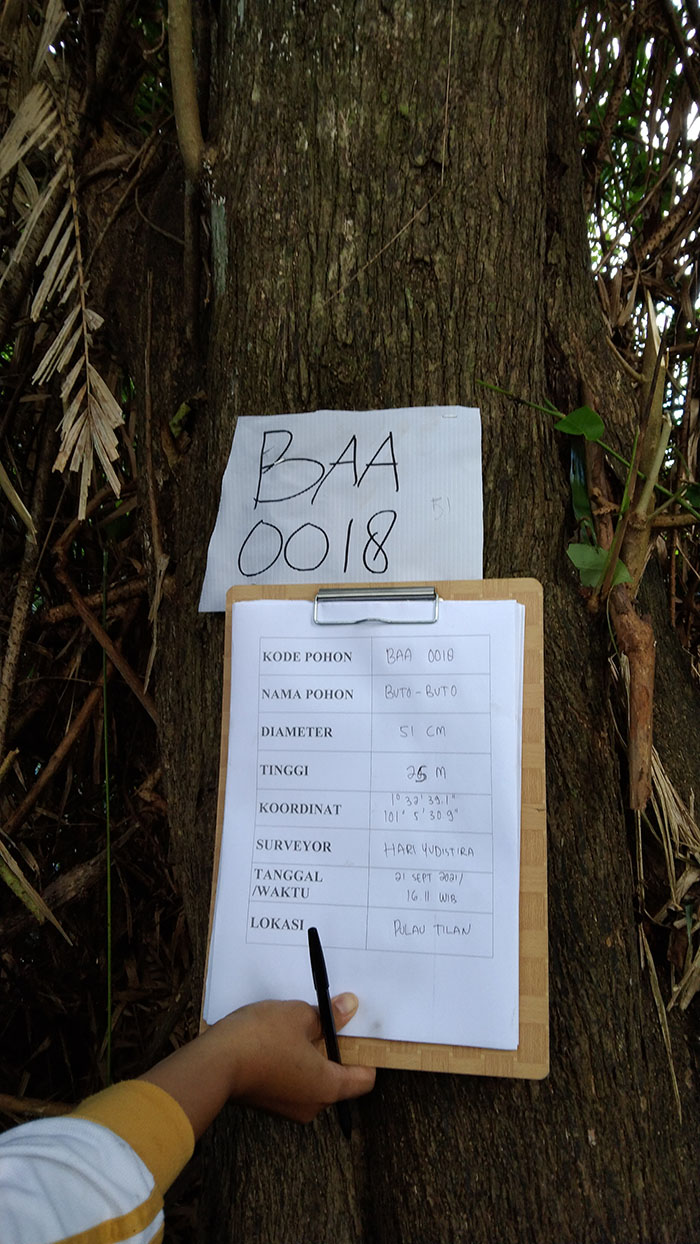 BAA
51
0018
KODE POHON BAA 0018
NAMA POHON BUTO-BUTO
DIAMETER 51 CM
TINGGI 25 M
KOORDINAT 1° 32' 39.1"
101° 5' 30.9"
SURVEYOR HARI YUDISTIRA
TANGGAL 21 SEPT 2021/
/WAKTU 16.11 WIB
LOKASI PULAU TILAN